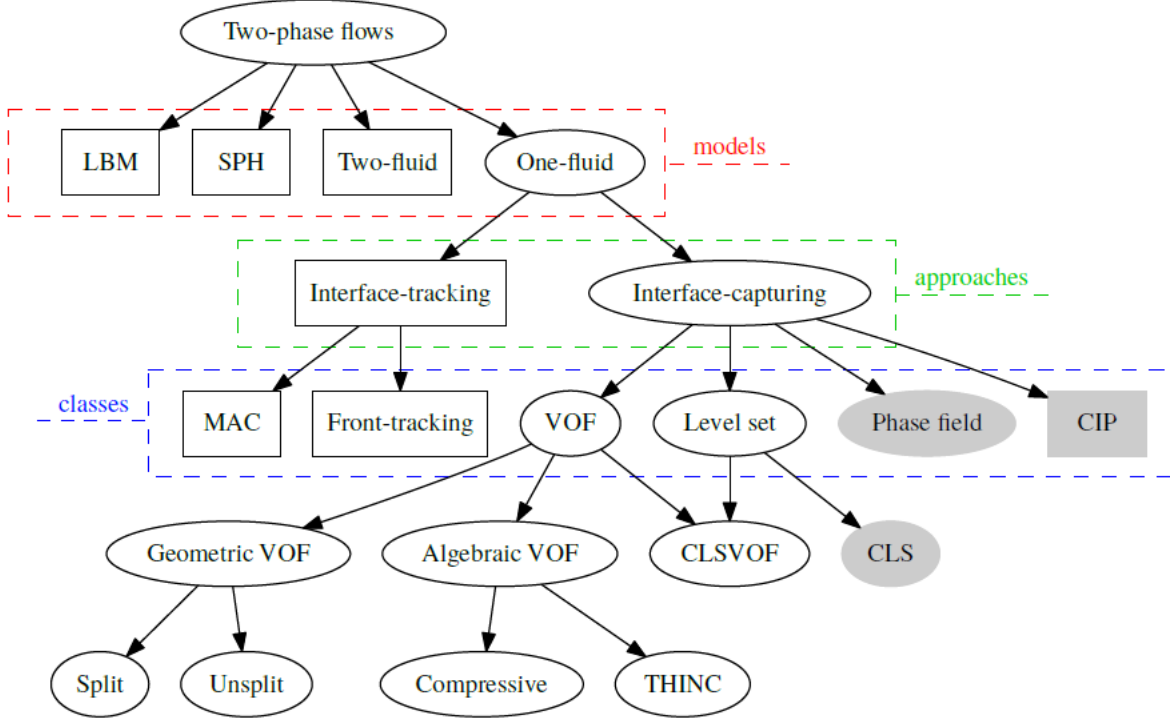 Two-phase flows
LBM
SPH
Two-fluid
One-fluid
models
Interface-tracking
Interface-capturing
approaches
classes
MAC
Front-tracking
VOF
Level set
Phase field
CIP
Geometric VOF
Algebraic VOF
CLSVOF
CLS
Split
Unsplit
Compressive
THINC